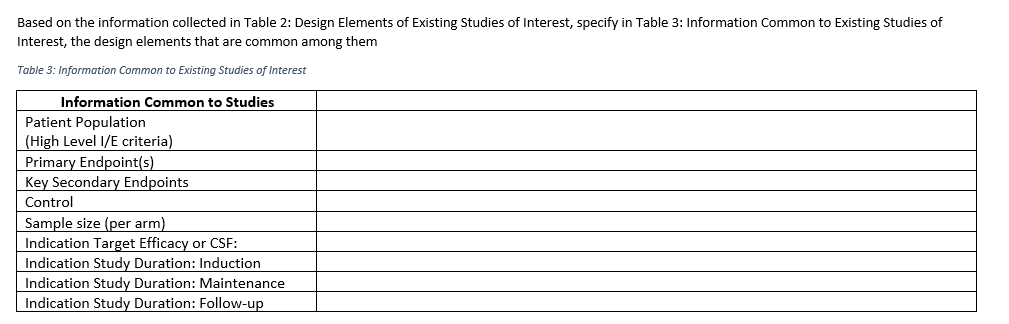 Based on the information collected in Table 2: Design Elements of Existing Studies of Interest, specify in Table 3: Information Common to Existing Studies of
Interest, the design elements that are common among them
Table 3: Information Common to Existing Studies of Interest
Information Common to Studies
Patient Population
(High Level I/E criteria)
Primary Endpoint(s)
Key Secondary Endpoints
Control
Sample size (per arm)
Indication Target Efficacy or CSF:
Indication Study Duration: Induction
Indication Study Duration: Maintenance
Indication Study Duration: Follow-up